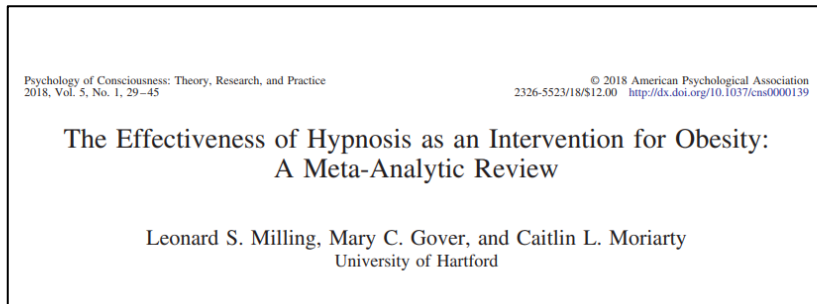 Psychology of Consciousness: Theory, Research, and Practice
2018, Vol. 5, No. 1, 29–45
© 2018 American Psychological Association
2326-5523/18/$12.00 http://dx.doi.org/10.1037/cns0000139
The Effectiveness of Hypnosis as an Intervention for Obesity:
A Meta-Analytic Review
Leonard S. Milling, Mary C. Gover, and Caitlin L. Moriarty
University of Hartford